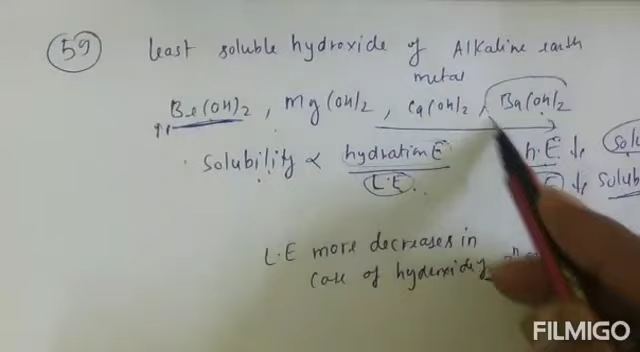 59 Least soluble hydroxide of Alkaline earth
metal
Be(OH)2, Mg(OH)2, Ca(OH)2, Ba(OH)2
Solubility ∝ hydration E h.E ↓
L.E ↓
L.E more decreases in
case of
FILMIGO